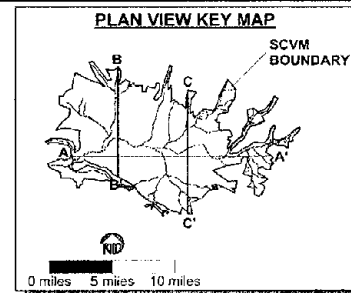 PLAN VIEW KEY MAP
B
C
SCVM
BOUNDARY
A
A'
B'
C'
0 miles 5 miles 10 miles